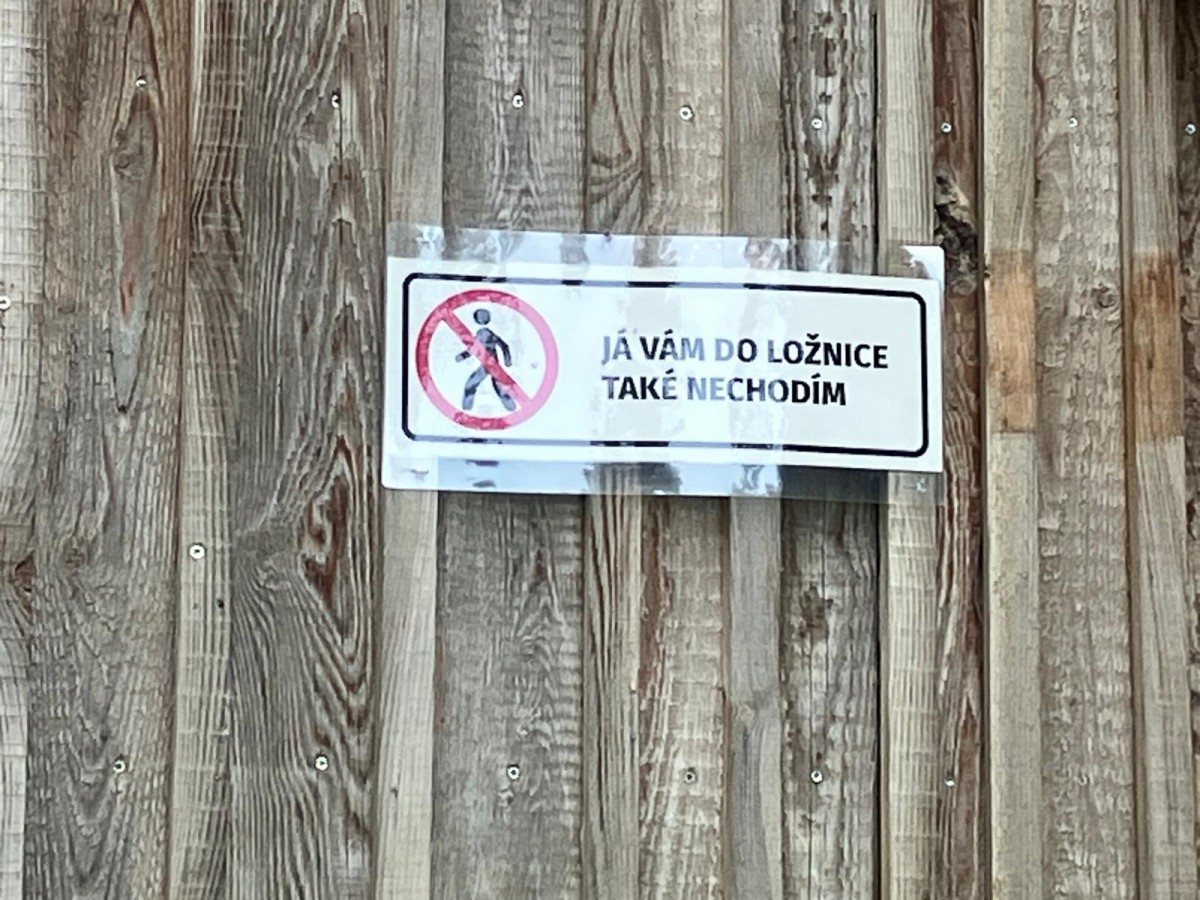 JÁ VÁM DO LOŽNICE
TAKÉ NECHODÍM